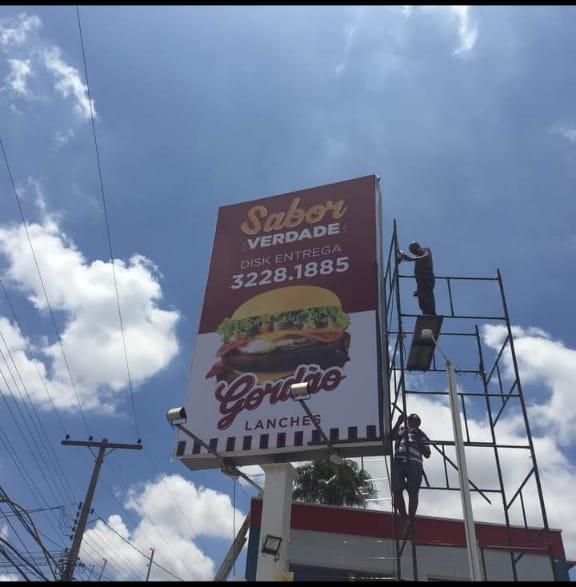 Sabor
VERDADE
DISK ENTREGA
3228.1885
Gordão
LANCHES